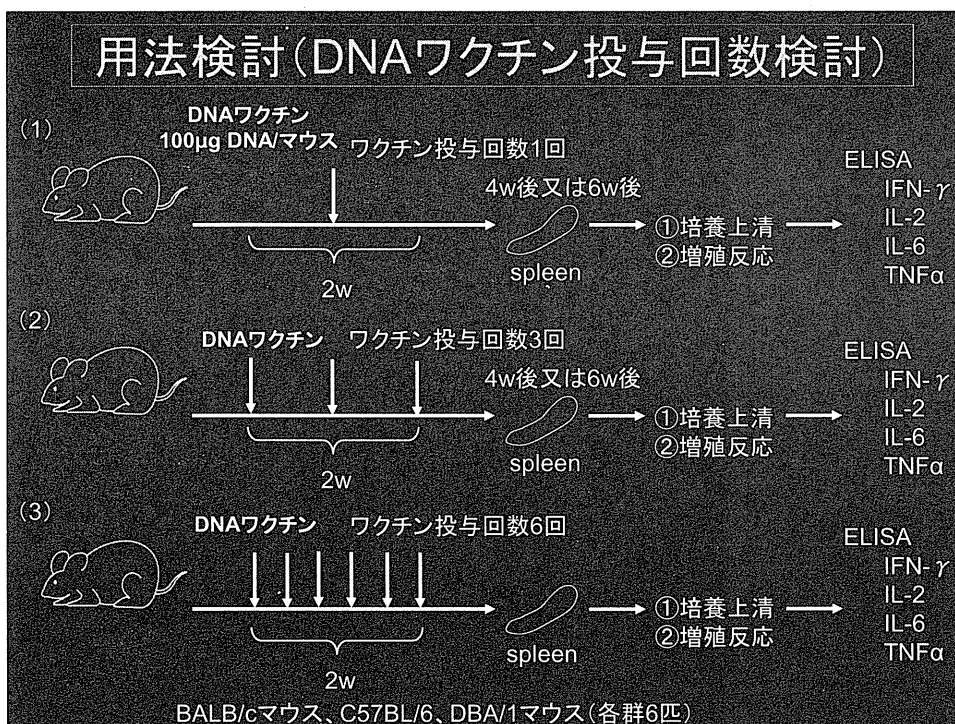 用法検討(DNAワクチン投与回数検討)
(1)
DNAワクチン
100μg DNA/マウス
ワクチン投与回数1回
4w後又は6w後
spleen
2w
①培養上清
②増殖反応
ELISA
IFN-γ
IL-2
IL-6
TNFα
(2)
DNAワクチン
ワクチン投与回数3回
4w後又は6w後
spleen
2w
①培養上清
②増殖反応
ELISA
IFN-γ
IL-2
IL-6
TNFα
(3)
DNAワクチン
ワクチン投与回数6回
spleen
2w
①培養上清
②増殖反応
ELISA
IFN-γ
IL-2
IL-6
TNFα
BALB/cマウス、C57BL/6、DBA/1マウス(各群6匹)